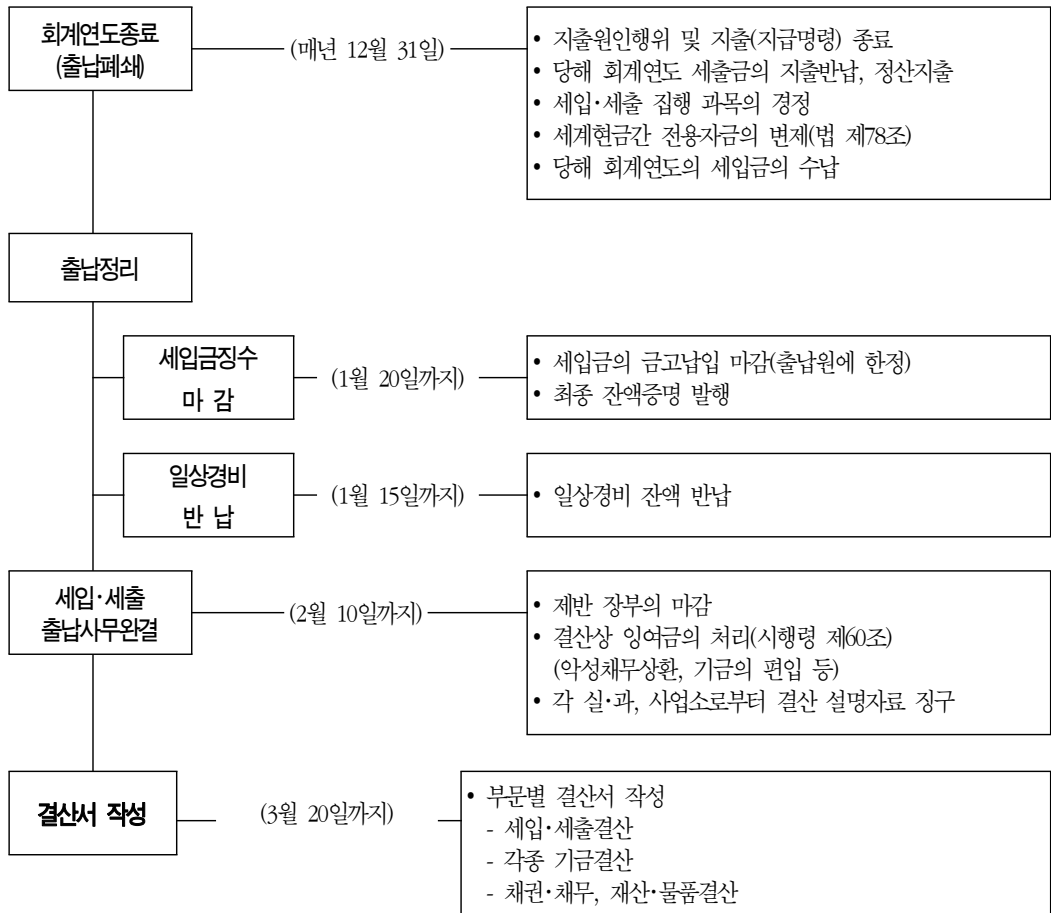 회계연도종료
(출납폐쇄)
(매년 12월 31일)
• 지출원인행위 및 지출(지급명령) 종료
• 당해 회계연도 세출금의 지출반납, 정산지출
• 세입·세출 집행 과목의 경정
• 세계현금간 전용자금의 변제(법 제78조)
• 당해 회계연도의 세입금의 수납
출납정리
세입금징수
마 감
(1월 20일까지)
• 세입금의 금고납입 마감(출납원에 한정)
• 최종 잔액증명 발행
일상경비
반 납
(1월 15일까지)
• 일상경비 잔액 반납
세입·세출
출납사무완결
(2월 10일까지)
• 제반 장부의 마감
• 결산상 잉여금의 처리(시행령 제60조)
(악성채무상환, 기금의 편입 등)
• 각 실·과, 사업소로부터 결산 설명자료 징구
결산서 작성
(3월 20일까지)
• 부문별 결산서 작성
- 세입·세출결산
- 각종 기금결산
- 채권·채무, 재산·물품결산